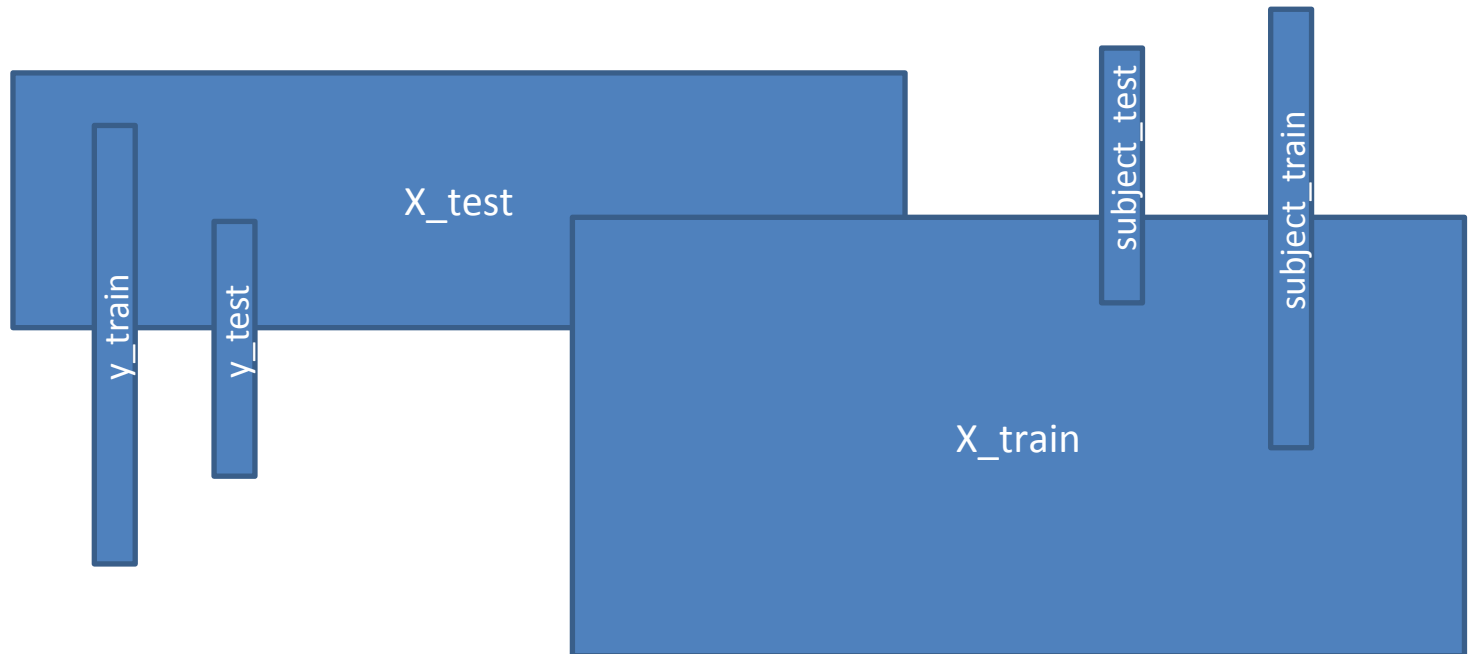 X_test
y_train
y_test
subject_test
subject_train
X_train